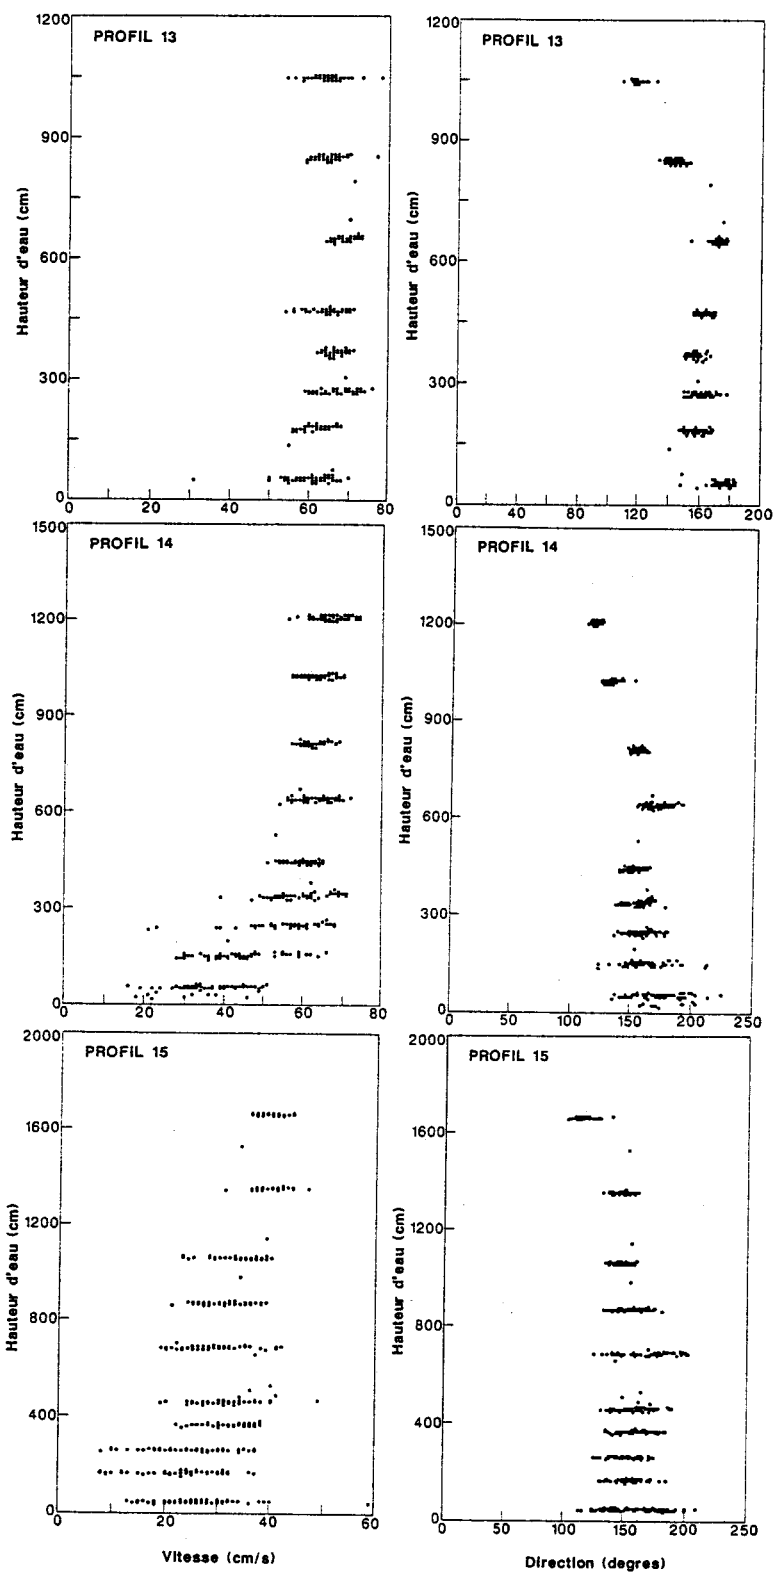 PROFIL 13
1200
900
600
300
0
Hauteur d'eau (cm)
0 20 40 60 80
PROFIL 13
1200
900
600
300
0
Hauteur d'eau (cm)
0 20 40 60 80 120 160 200
PROFIL 14
1500
1200
900
600
300
0
Hauteur d'eau (cm)
0 20 40 60 80
PROFIL 14
1500
1200
900
600
300
0
Hauteur d'eau (cm)
0 50 100 150 200 250
PROFIL 15
2000
1600
1200
800
400
0
Hauteur d'eau (cm)
0 20 40 60
Vitesse (cm/s)
PROFIL 15
2000
1600
1200
800
400
0
Hauteur d'eau (cm)
0 50 100 150 200 250
Direction (degres)